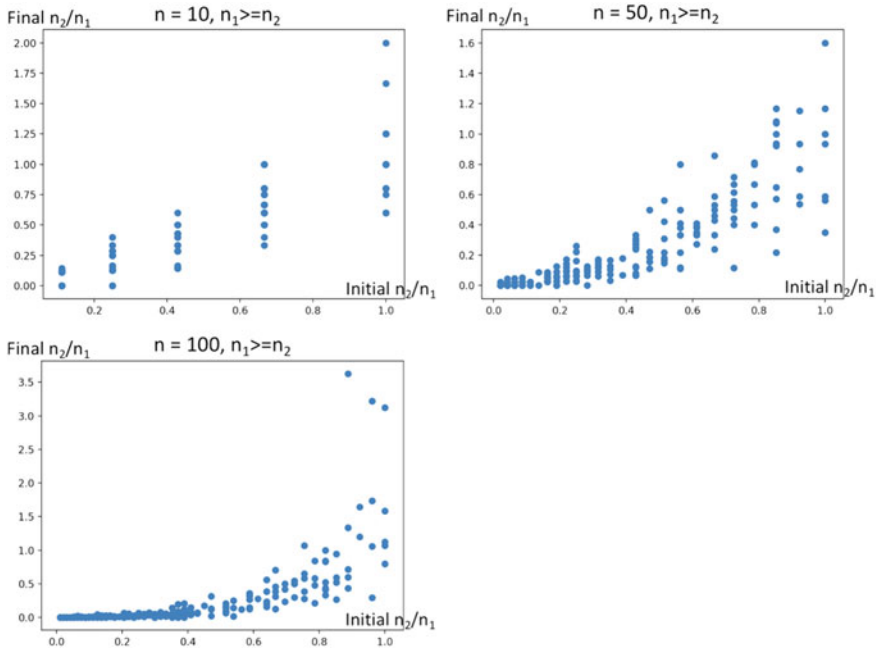 Final n₂/n₁
n = 10, n₁>=n₂
2.00
1.75
1.50
1.25
1.00
0.75
0.50
0.25
0.00
Initial n₂/n₁
0.2 0.4 0.6 0.8 1.0
Final n₂/n₁
n = 50, n₁>=n₂
1.6
1.4
1.2
1.0
0.8
0.6
0.4
0.2
0.0
Initial n₂/n₁
0.0 0.2 0.4 0.6 0.8 1.0
Final n₂/n₁
n = 100, n₁>=n₂
3.5
3.0
2.5
2.0
1.5
1.0
0.5
0.0
Initial n₂/n₁
0.0 0.2 0.4 0.6 0.8 1.0